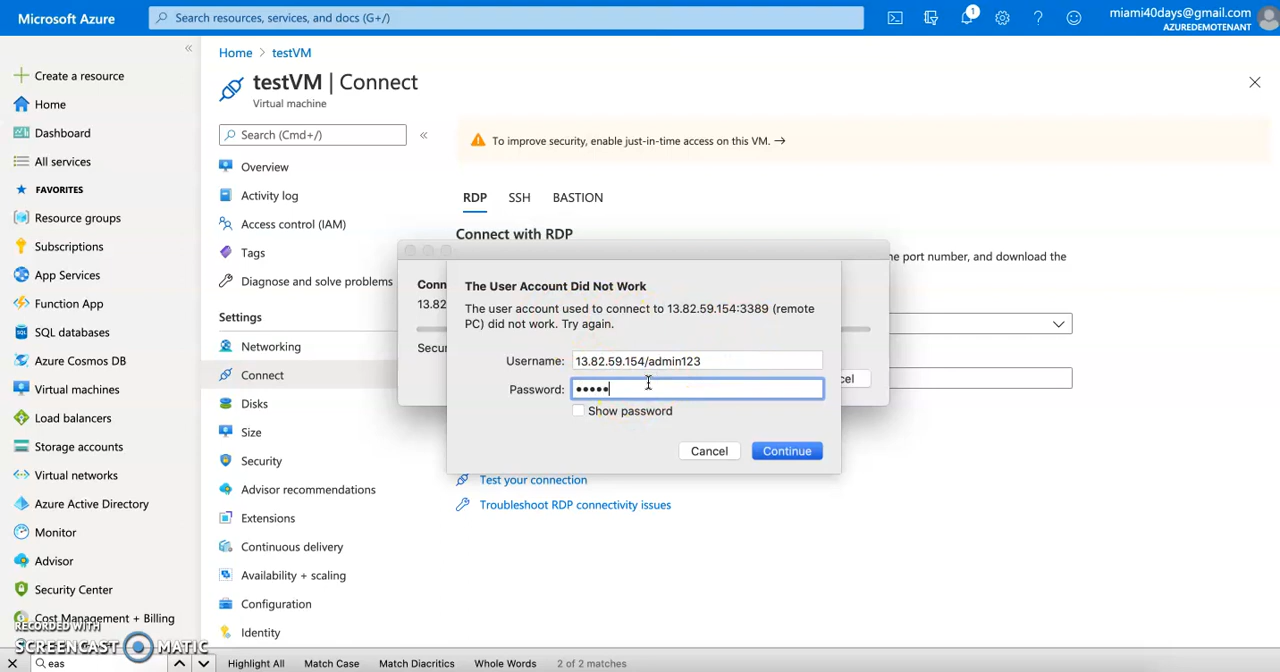 Microsoft Azure
Search resources, services, and docs (G+/)
1
miami40days@gmail.com
AZUREDEMOTENANT
Create a resource
Home
Dashboard
All services
FAVORITES
Resource groups
Subscriptions
App Services
Function App
SQL databases
Azure Cosmos DB
Virtual machines
Load balancers
Storage accounts
Virtual networks
Azure Active Directory
Monitor
Advisor
Security Center
Cost Management + Billing
Home > testVM
testVM | Connect
Virtual machine
Search (Cmd+/)
Overview
Activity log
Access control (IAM)
Tags
Diagnose and solve problems
Settings
Networking
Connect
Disks
Size
Security
Advisor recommendations
Extensions
Continuous delivery
Availability + scaling
Configuration
Identity
To improve security, enable just-in-time access on this VM. →
RDP SSH BASTION
Connect with RDP
ne port number, and download the
Conn
13.82
Secur
cel
The User Account Did Not Work
The user account used to connect to 13.82.59.154:3389 (remote
PC) did not work. Try again.
Username: 13.82.59.154/admin123
Password: •••••
Show password
Cancel Continue
Test your connection
Troubleshoot RDP connectivity issues
RECORDED WITH
SCREENCAST MATIC
eas
Highlight All Match Case Match Diacritics Whole Words 2 of 2 matches